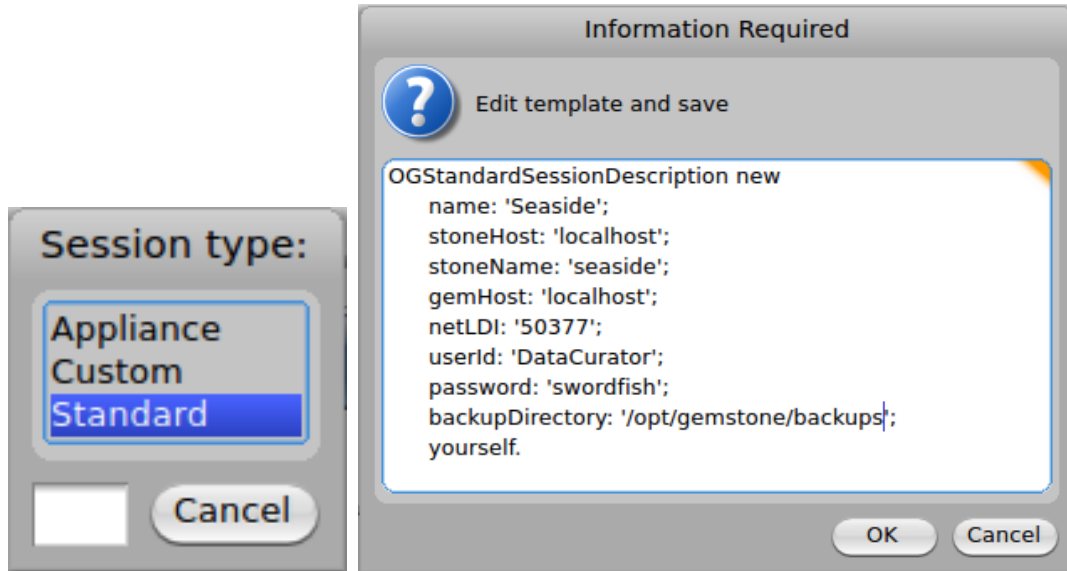 Session type:
Appliance
Custom
Standard
Cancel
Information Required
Edit template and save
OGStandardSessionDescription new
name: 'Seaside';
stoneHost: 'localhost';
stoneName: 'seaside';
gemHost: 'localhost';
netLDI: '50377';
userId: 'DataCurator';
password: 'swordfish';
backupDirectory: '/opt/gemstone/backups';
yourself.
OK
Cancel